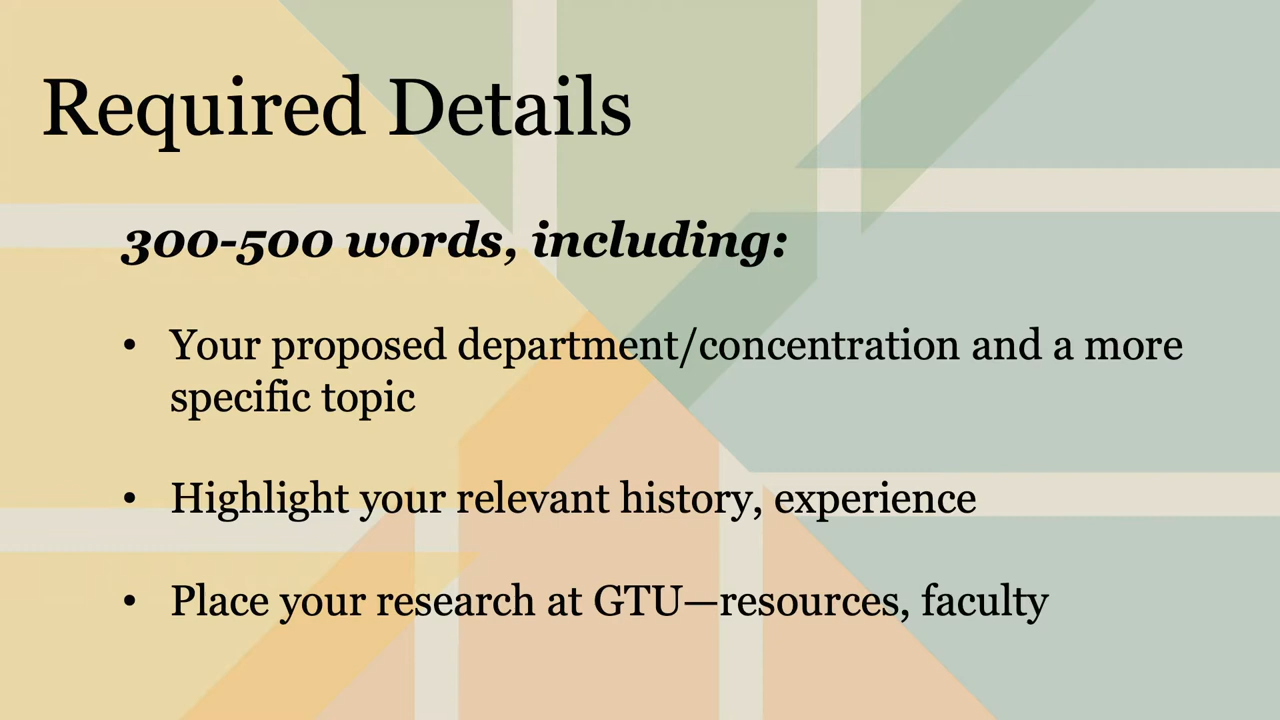 Required Details
300-500 words, including:
• Your proposed department/concentration and a more
specific topic
• Highlight your relevant history, experience
• Place your research at GTU—resources, faculty